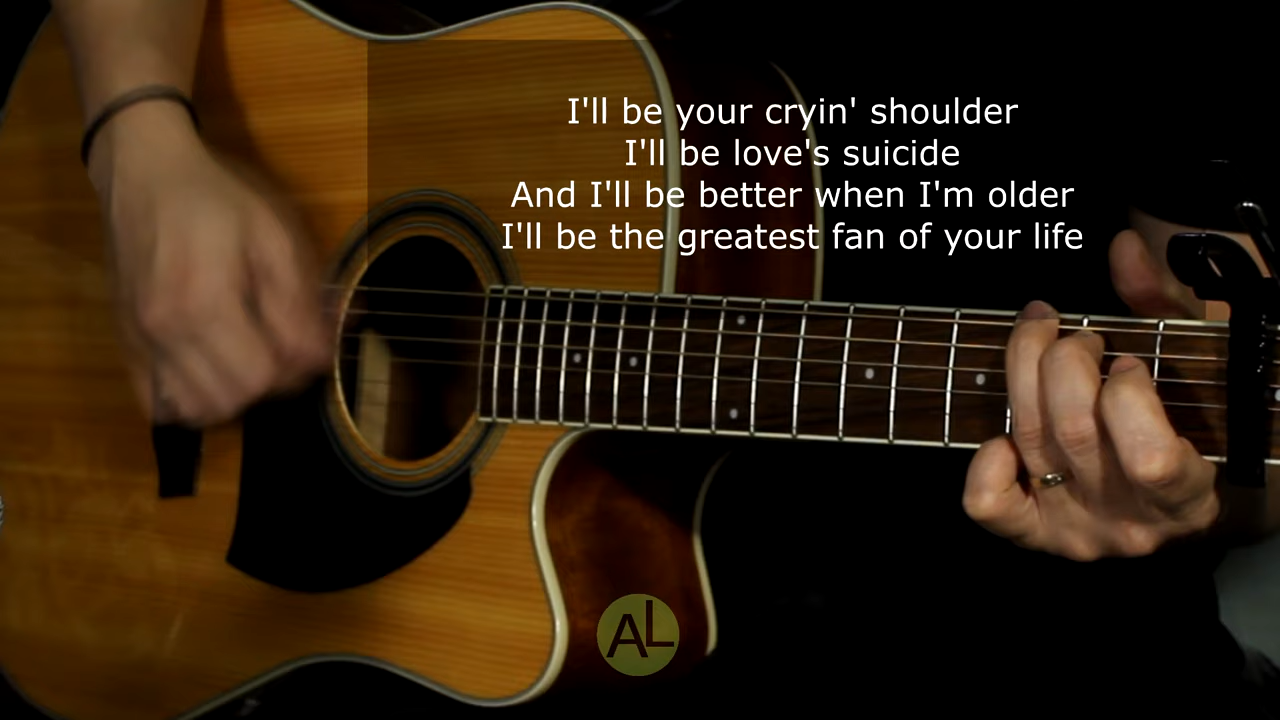 I'll be your cryin' shoulder
I'll be love's suicide
And I'll be better when I'm older
I'll be the greatest fan of your life
AL